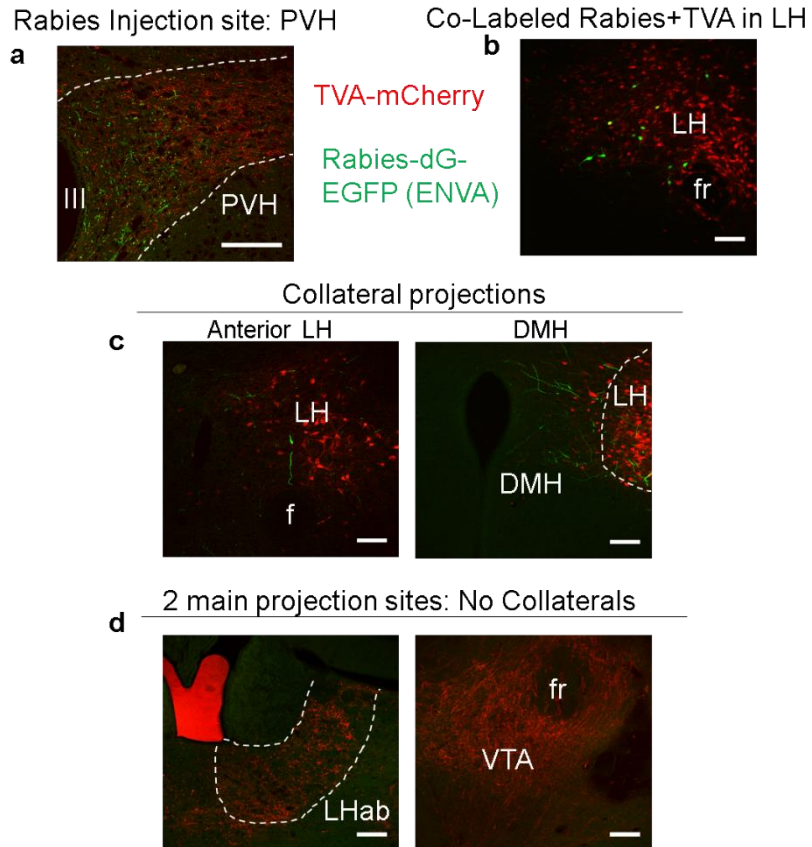 Rabies Injection site: PVH
Co-Labeled Rabies+TVA in LH
a
III
PVH
TVA-mCherry
Rabies-dG-
EGFP (ENVA)
b
LH
fr
Collateral projections
c
Anterior LH
LH
f
DMH
LH
DMH
2 main projection sites: No Collaterals
d
LHab
fr
VTA